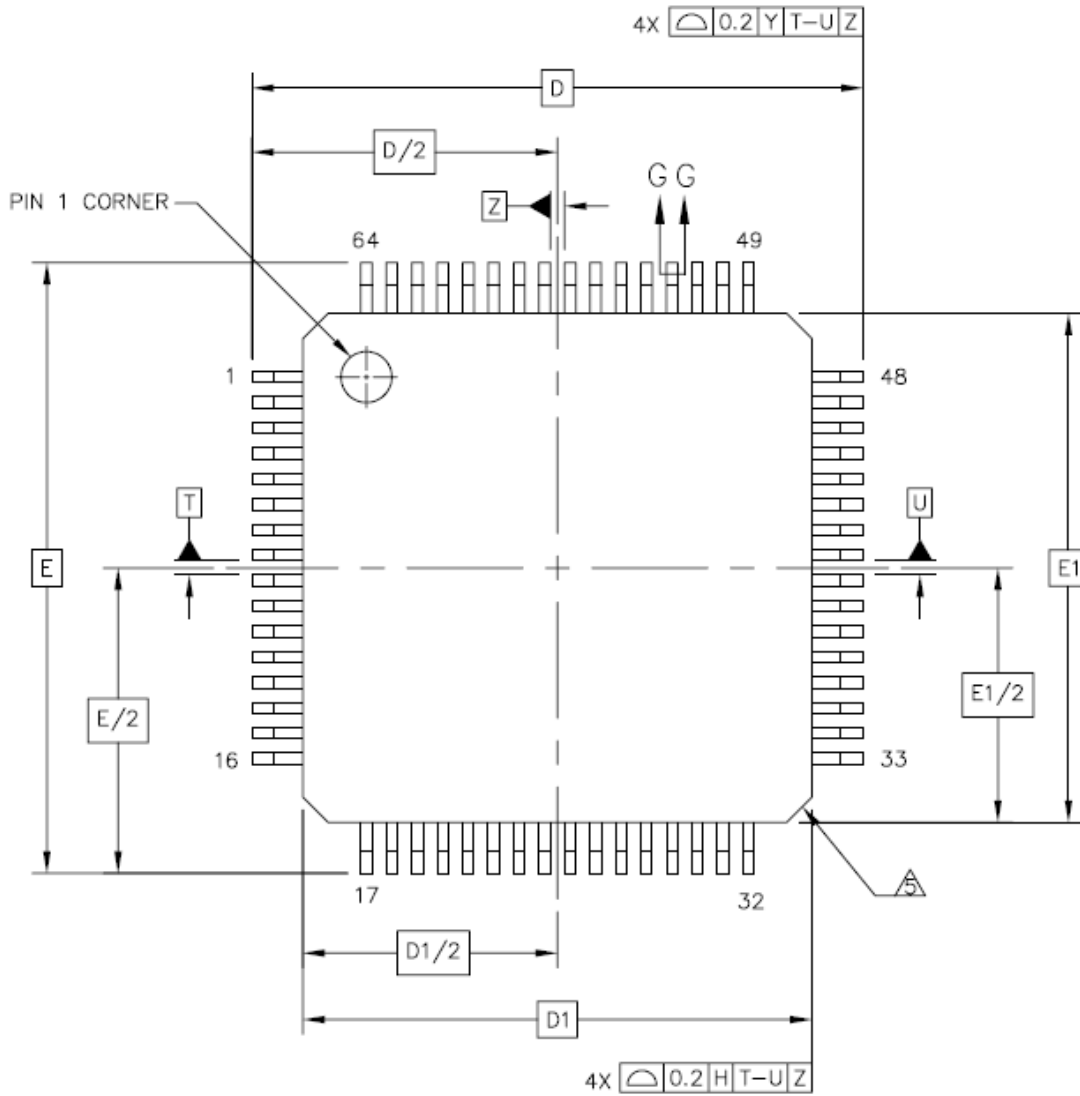 4X ⌓ 0.2 Y T-U Z
D
D/2
G G
PIN 1 CORNER
Z
64
49
1
48
T
U
E
E1
E/2
E1/2
16
33
17
32
5
D1/2
D1
4X ⌓ 0.2 H T-U Z